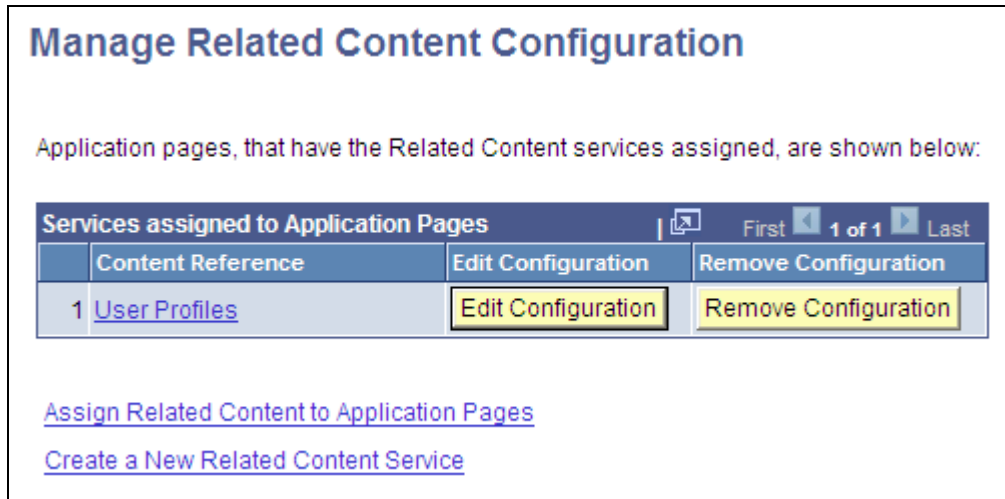 Manage Related Content Configuration
Application pages, that have the Related Content services assigned, are shown below:
Services assigned to Application Pages | First 1 of 1 Last
Content Reference Edit Configuration Remove Configuration
1 User Profiles Edit Configuration Remove Configuration
Assign Related Content to Application Pages
Create a New Related Content Service